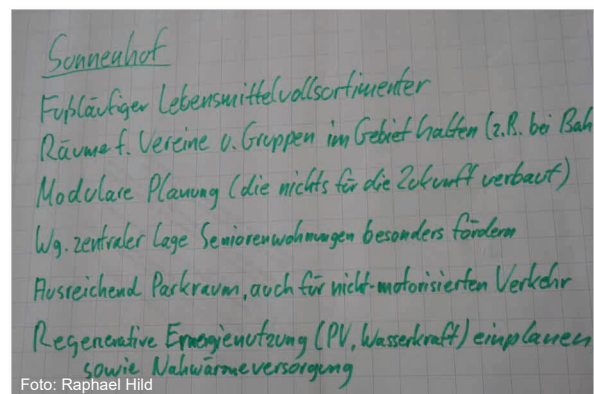 Sonnenhof
Fußläufiger Lebensmittelvollsortimenter
Räume f. Vereine u. Gruppen im Gebiet halten (z.B. bei Bah
Modulare Planung (die nichts für die Zukunft verbaut)
Wg. zentraler Lage Seniorenwohnungen besonders fördern
Ausreichend Parkraum, auch für nicht-motorisierten Verkehr
Regenerative Energienutzung (PV, Wasserkraft) einplanen
sowie Nahwärmeversorgung
Foto: Raphael Hild